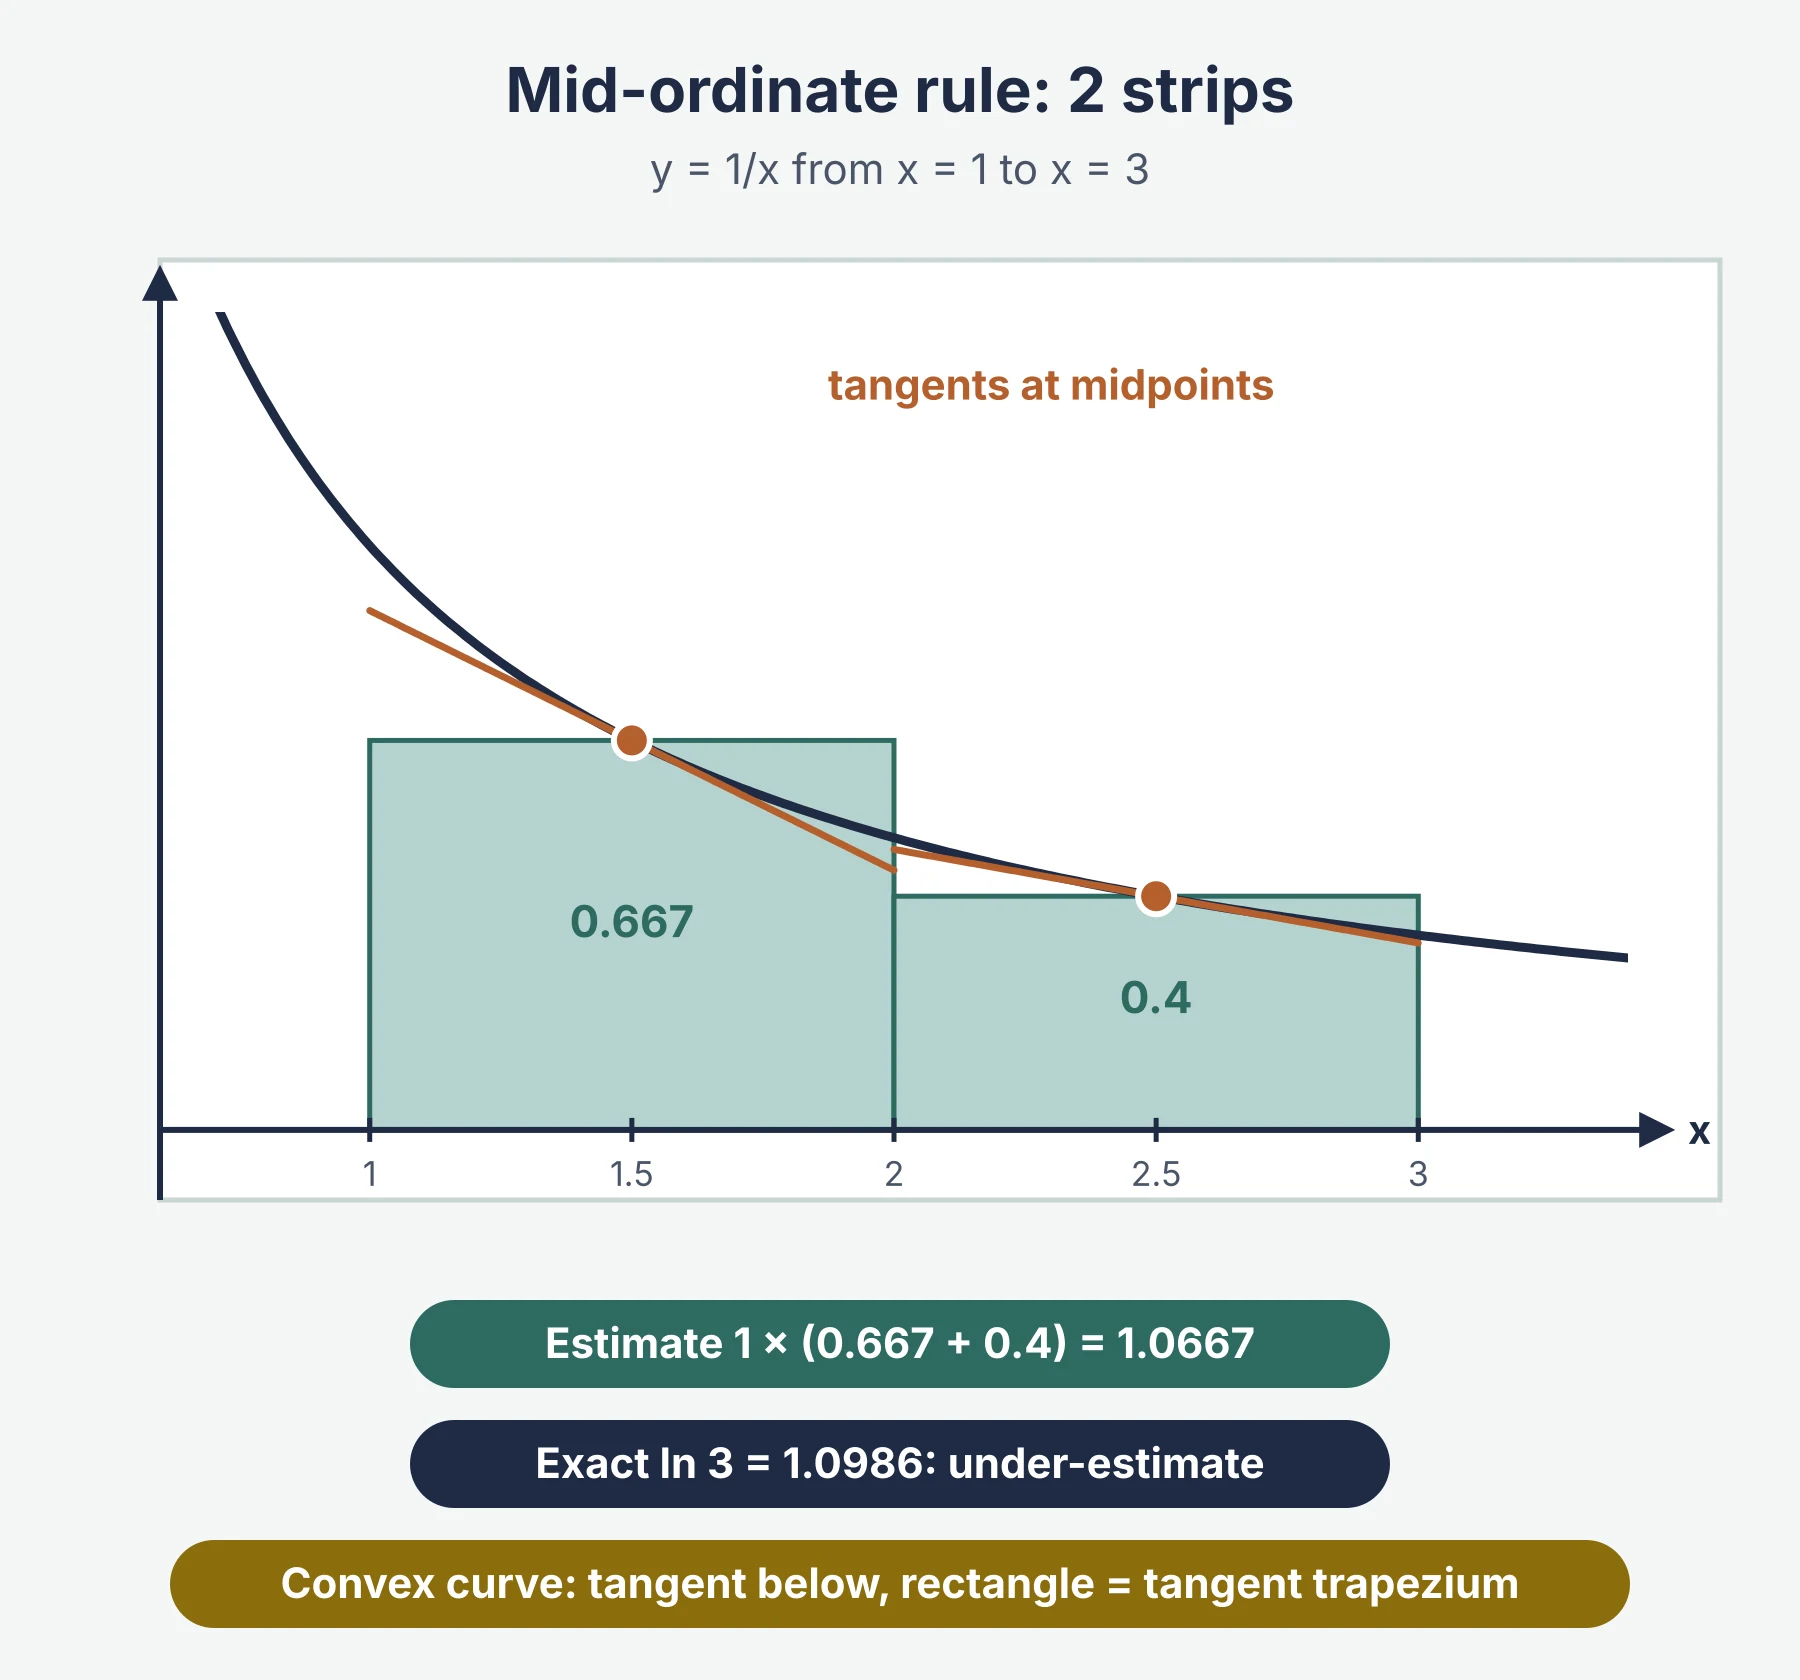 Mid-ordinate rule: 2 strips
y = 1/x from x = 1 to x = 3
tangents at midpoints
0.667
0.4
x
1
1.5
2
2.5
3
Estimate 1 × (0.667 + 0.4) = 1.0667
Exact ln 3 = 1.0986: under-estimate
Convex curve: tangent below, rectangle = tangent trapezium